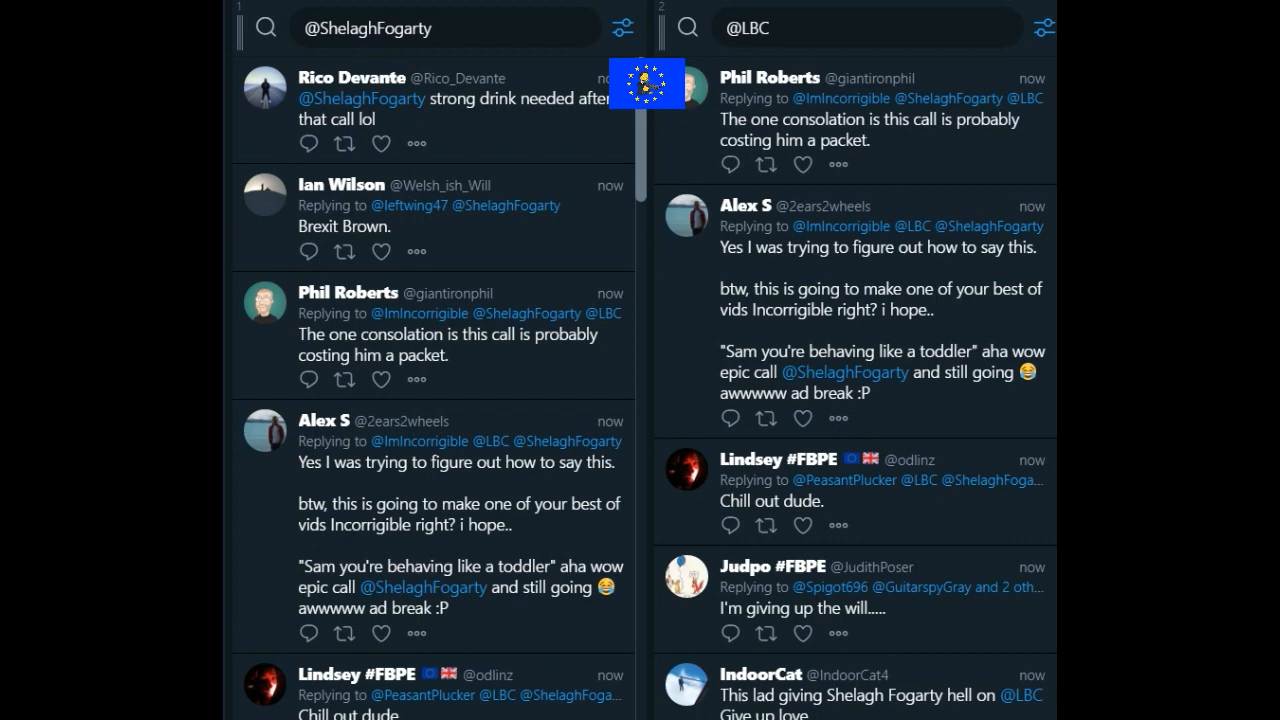 1
@ShelaghFogarty
Rico Devante @Rico_Devante
@ShelaghFogarty strong drink needed after
that call lol
Ian Wilson @Welsh_ish_Will now
Replying to @leftwing47 @ShelaghFogarty
Brexit Brown.
Phil Roberts @giantironphil now
Replying to @ImIncorrigible @ShelaghFogarty @LBC
The one consolation is this call is probably
costing him a packet.
Alex S @2ears2wheels now
Replying to @ImIncorrigible @LBC @ShelaghFogarty
Yes I was trying to figure out how to say this.
btw, this is going to make one of your best of
vids Incorrigible right? i hope..
"Sam you're behaving like a toddler" aha wow
epic call @ShelaghFogarty and still going 😂
awwwww ad break :P
Lindsey #FBPE 🇪🇺 🇬🇧 @odlinz now
Replying to @PeasantPlucker @LBC @ShelaghFoga...
Chill out dude.
2
@LBC
Phil Roberts @giantironphil now
Replying to @ImIncorrigible @ShelaghFogarty @LBC
The one consolation is this call is probably
costing him a packet.
Alex S @2ears2wheels now
Replying to @ImIncorrigible @LBC @ShelaghFogarty
Yes I was trying to figure out how to say this.
btw, this is going to make one of your best of
vids Incorrigible right? i hope..
"Sam you're behaving like a toddler" aha wow
epic call @ShelaghFogarty and still going 😂
awwwww ad break :P
Lindsey #FBPE 🇪🇺 🇬🇧 @odlinz now
Replying to @PeasantPlucker @LBC @ShelaghFoga...
Chill out dude.
Judpo #FBPE @JudithPoser now
Replying to @Spigot696 @GuitarspyGray and 2 oth...
I'm giving up the will.....
IndoorCat @IndoorCat4 now
This lad giving Shelagh Fogarty hell on @LBC
Give up love